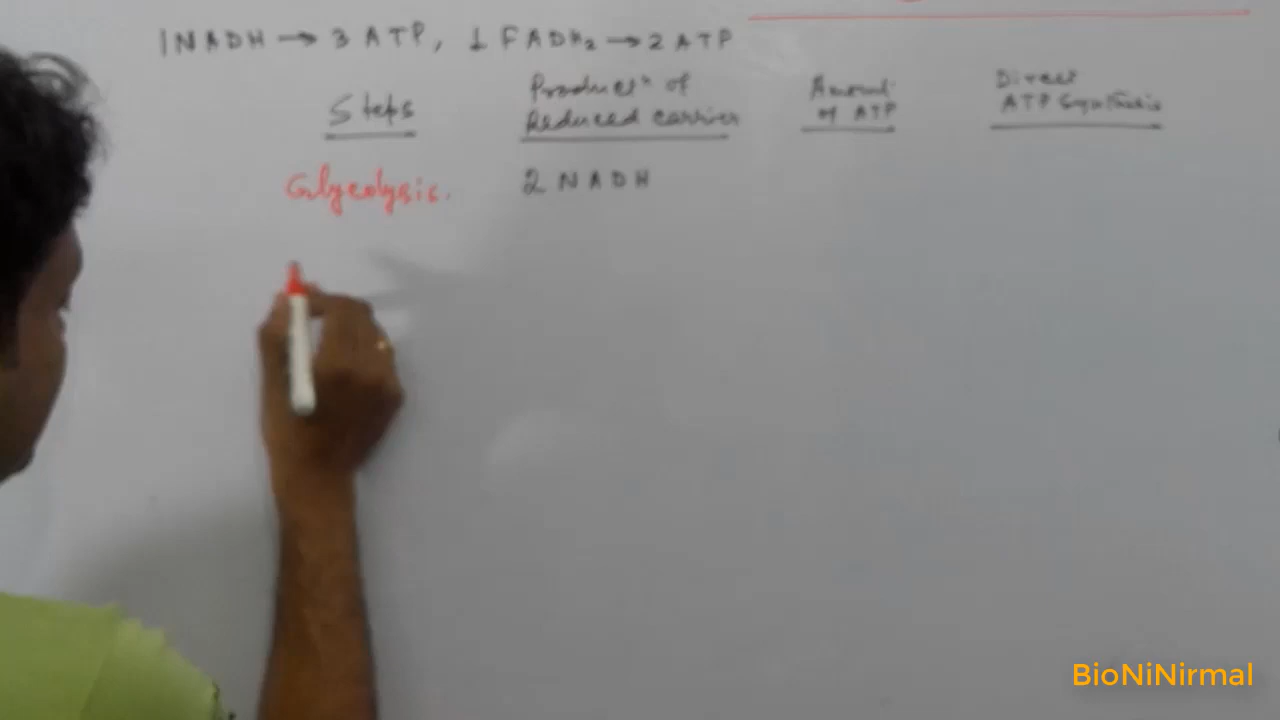 1 NADH → 3 ATP, 1 FADH₂ → 2 ATP
Steps
Productn of
Reduced carrier
Amount
of ATP
Direct
ATP Synthesis
Glycolysis.
2 NADH
BioNiNirmal